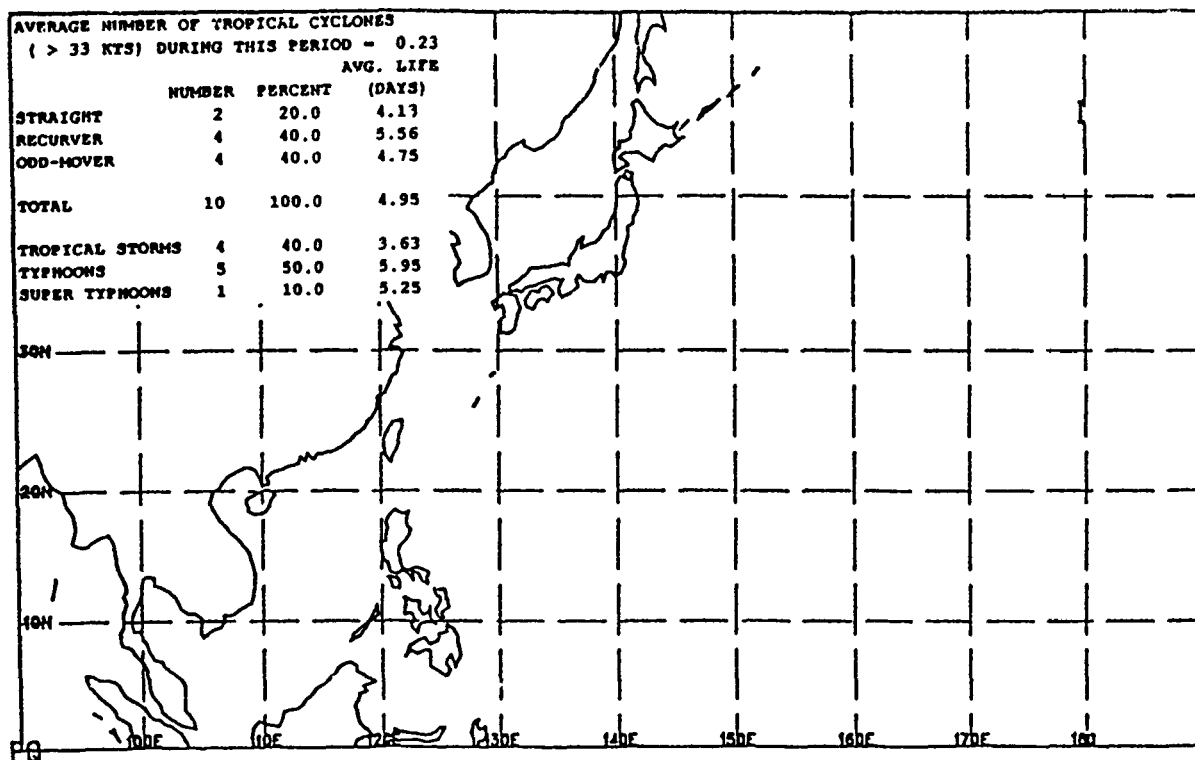 AVERAGE NUMBER OF TROPICAL CYCLONES
( > 33 KTS) DURING THIS PERIOD = 0.23
AVG. LIFE
NUMBER PERCENT (DAYS)
STRAIGHT 2 20.0 4.13
RECURVER 4 40.0 5.56
ODD-MOVER 4 40.0 4.75
TOTAL 10 100.0 4.95
TROPICAL STORMS 4 40.0 3.63
TYPHOONS 5 50.0 5.95
SUPER TYPHOONS 1 10.0 5.25
30N
20N
10N
100E 110E 120E 130E 140E 150E 160E 170E 180